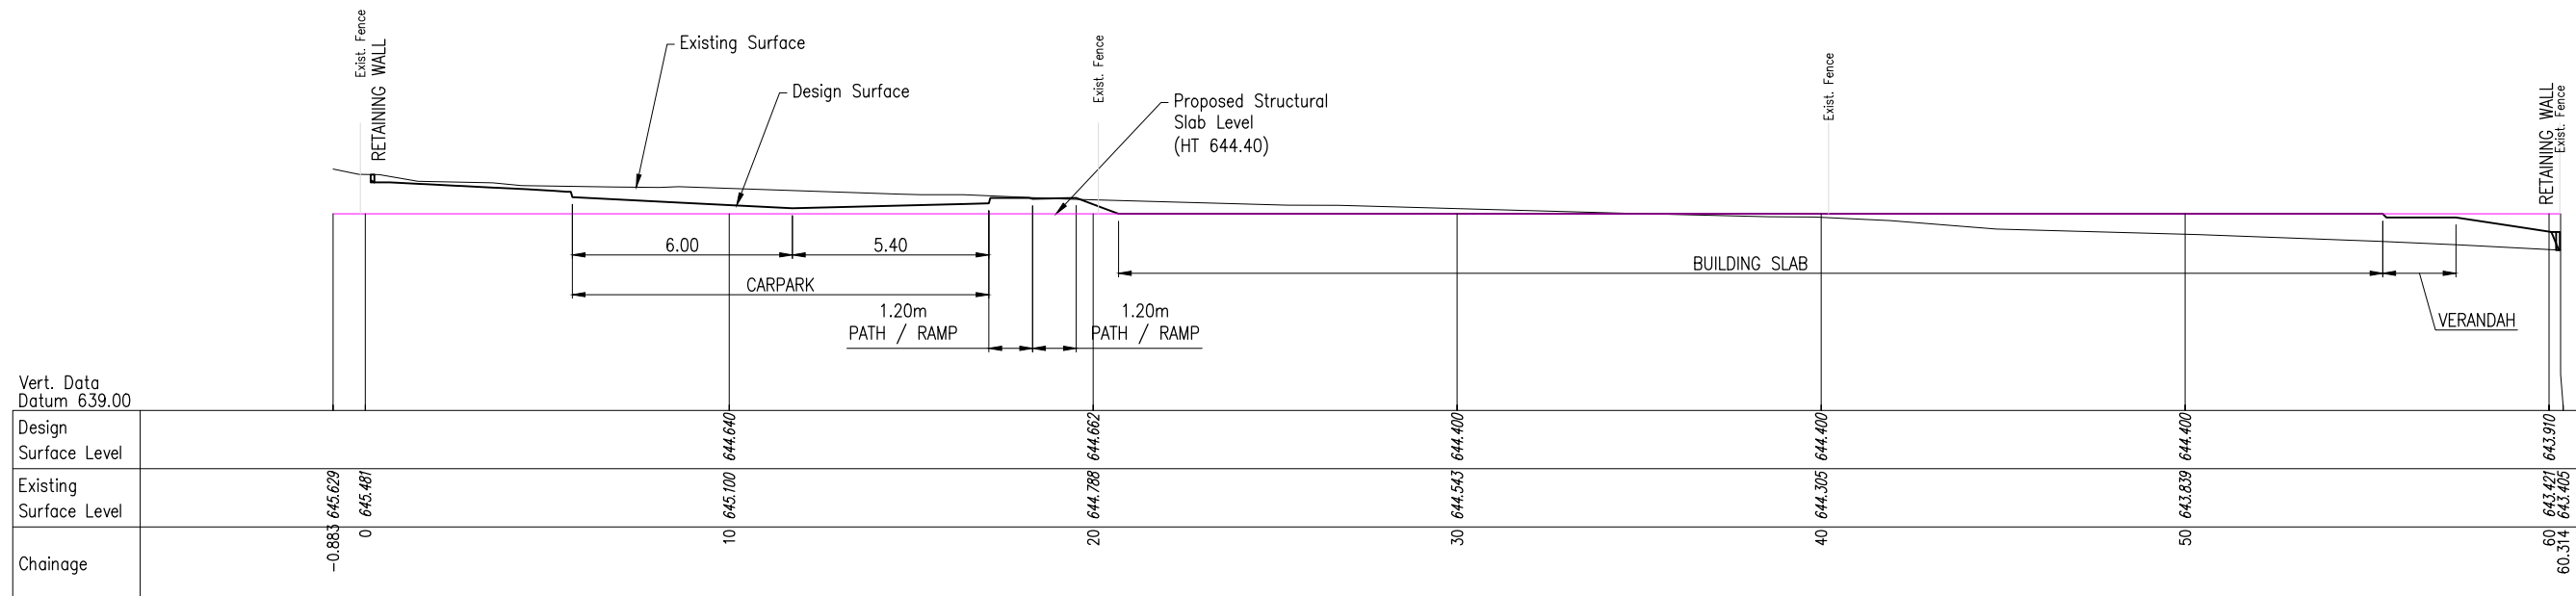 Exist. Fence
RETAINING WALL
Existing Surface
Design Surface
Exist. Fence
Proposed Structural
Slab Level
(HT 644.40)
Exist. Fence
RETAINING WALL
Exist. Fence
6.00
5.40
CARPARK
1.20m
PATH / RAMP
1.20m
PATH / RAMP
BUILDING SLAB
VERANDAH
Vert. Data
Datum 639.00
Design
Surface Level
644.640
644.662
644.400
644.400
644.400
643.910
Existing
Surface Level
645.629
645.481
645.100
644.788
644.543
644.305
643.839
643.421
643.405
Chainage
-0.883
0
10
20
30
40
50
60
60.314